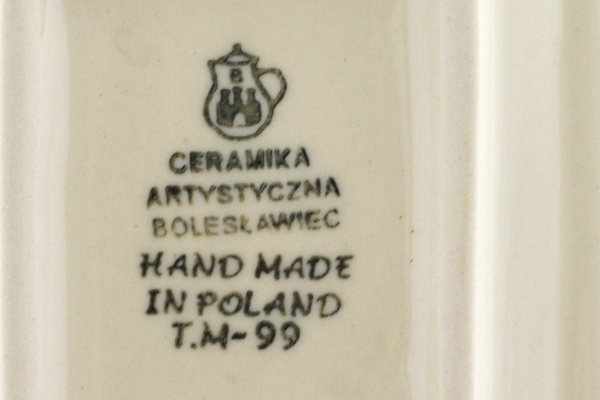 B
CERAMIKA
ARTYSTYCZNA
BOLESŁAWIEC
HAND MADE
IN POLAND
T.M-99